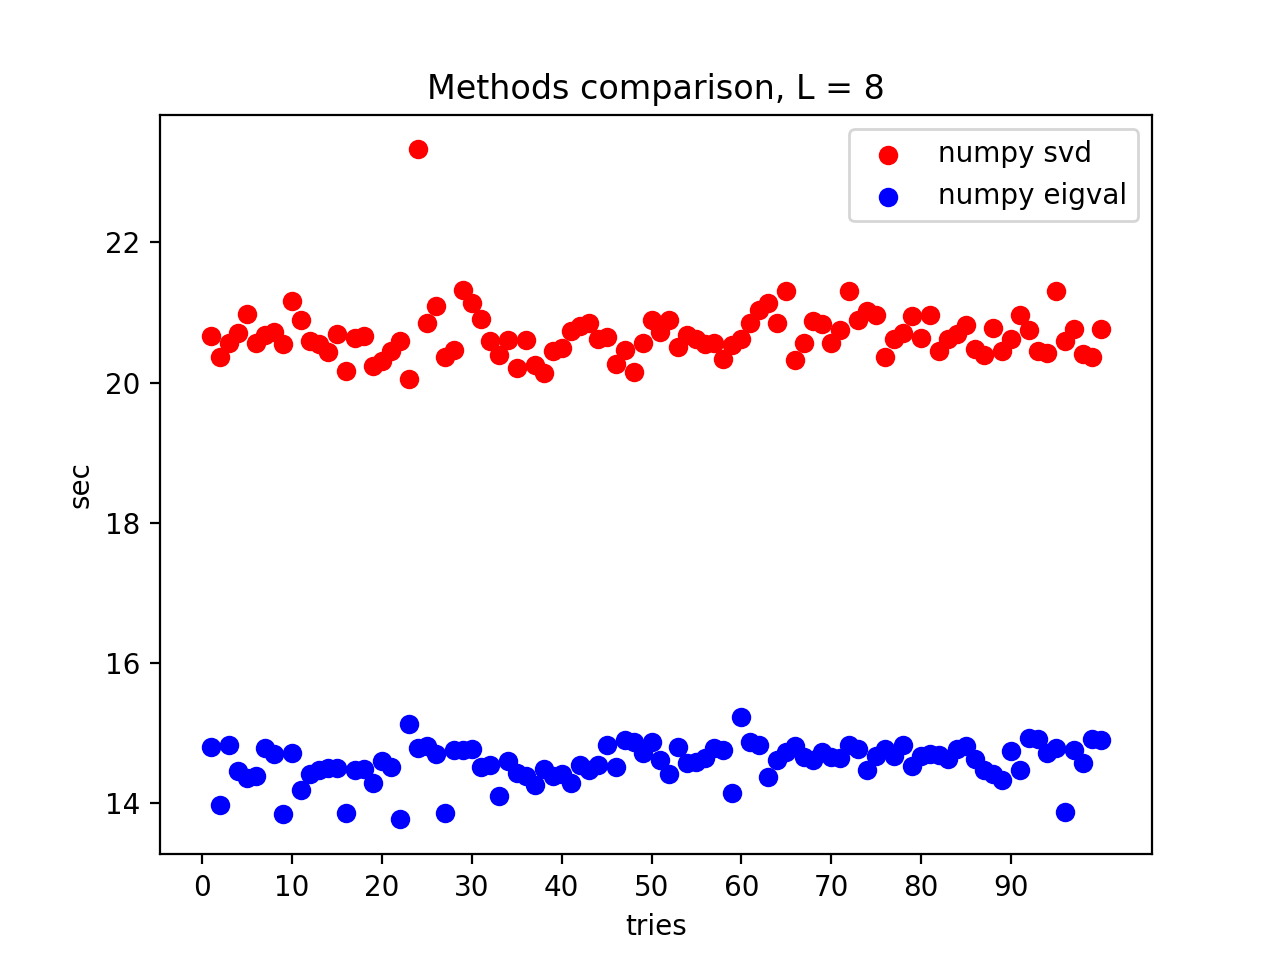 Methods comparison, L = 8
numpy svd
numpy eigval
22
20
18
16
14
sec
0 10 20 30 40 50 60 70 80 90
tries